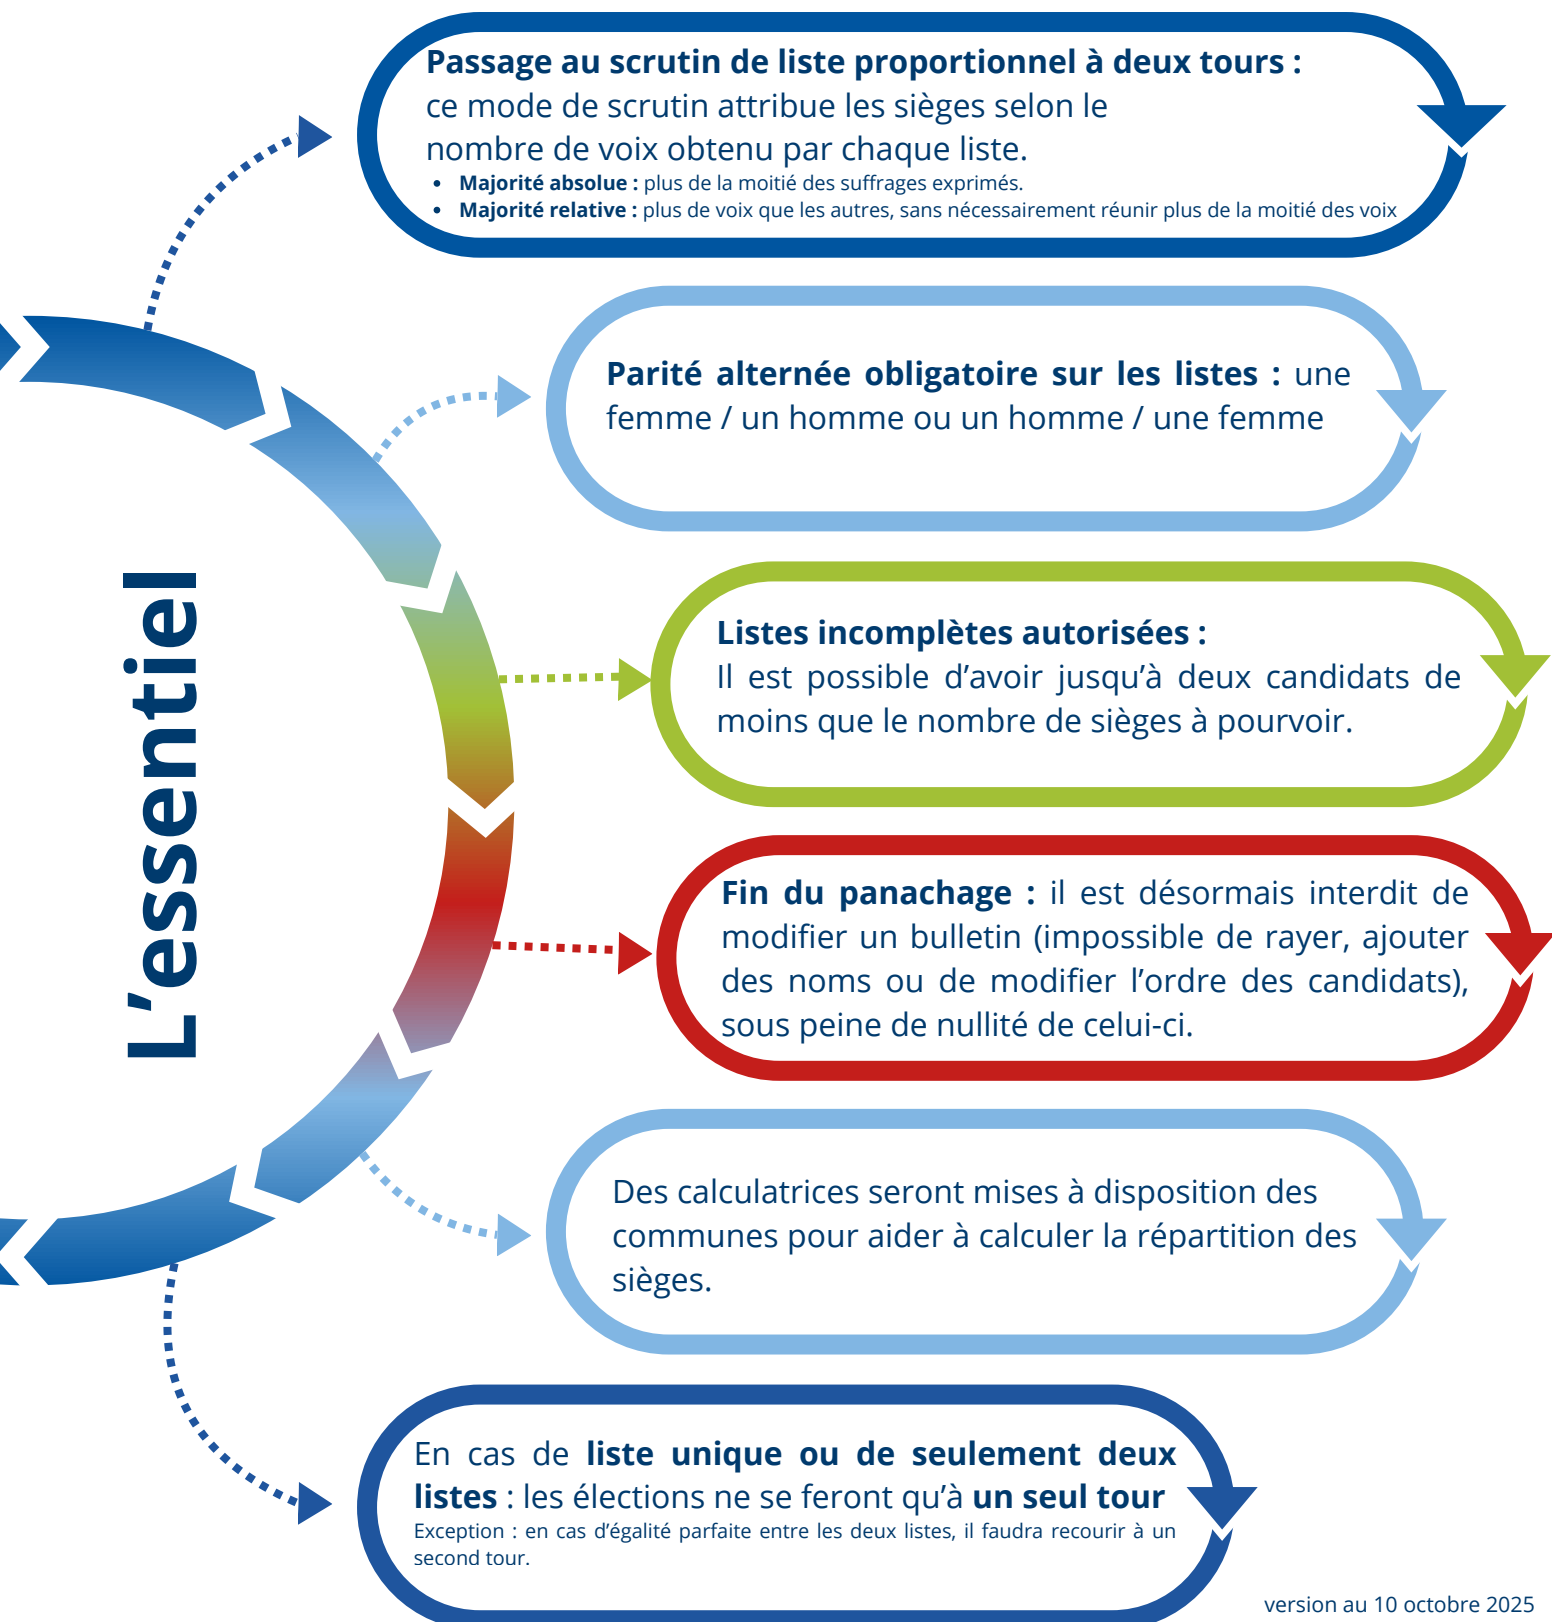 Passage au scrutin de liste proportionnel à deux tours :
ce mode de scrutin attribue les sièges selon le
nombre de voix obtenu par chaque liste.
• Majorité absolue : plus de la moitié des suffrages exprimés.
• Majorité relative : plus de voix que les autres, sans nécessairement réunir plus de la moitié des voix
Parité alternée obligatoire sur les listes : une
femme / un homme ou un homme / une femme
L'essentiel
Listes incomplètes autorisées :
Il est possible d'avoir jusqu'à deux candidats de
moins que le nombre de sièges à pourvoir.
Fin du panachage : il est désormais interdit de
modifier un bulletin (impossible de rayer, ajouter
des noms ou de modifier l'ordre des candidats),
sous peine de nullité de celui-ci.
Des calculatrices seront mises à disposition des
communes pour aider à calculer la répartition des
sièges.
En cas de liste unique ou de seulement deux
listes : les élections ne se feront qu'à un seul tour
Exception : en cas d'égalité parfaite entre les deux listes, il faudra recourir à un
second tour.
version au 10 octobre 2025